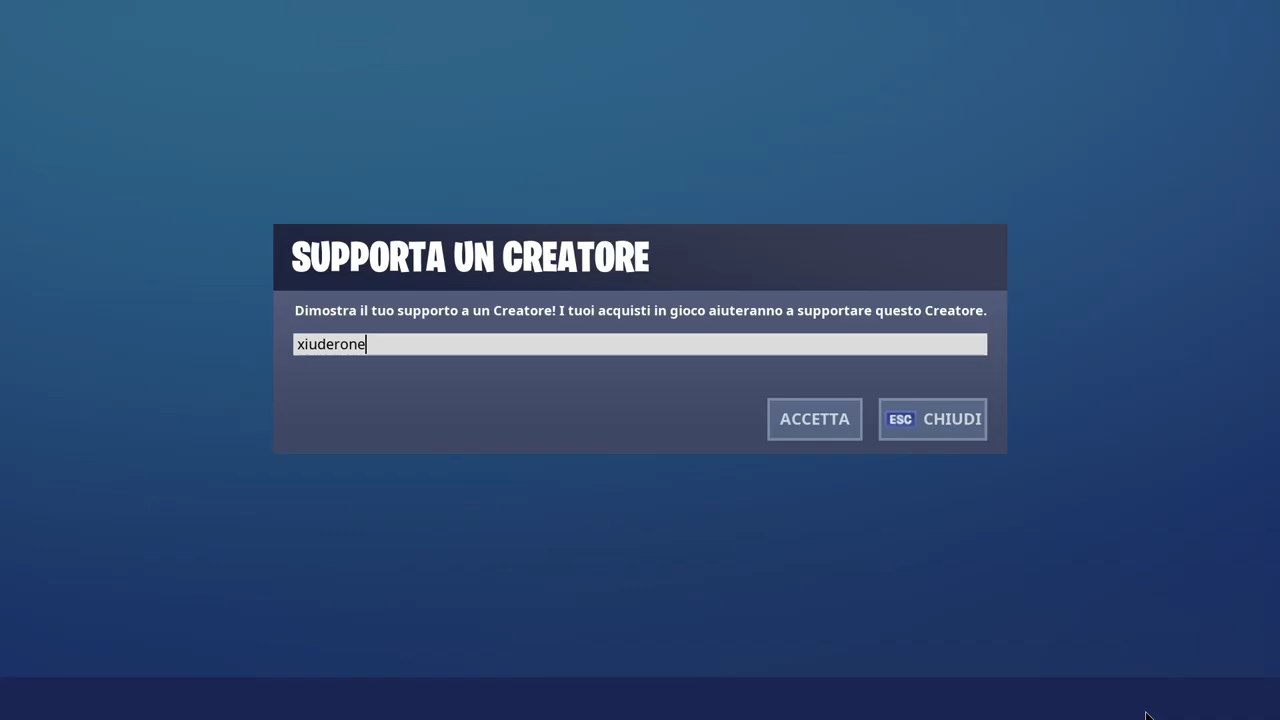 SUPPORTA UN CREATORE
Dimostra il tuo supporto a un Creatore! I tuoi acquisti in gioco aiuteranno a supportare questo Creatore.
xiuderone
ACCETTA
ESC CHIUDI